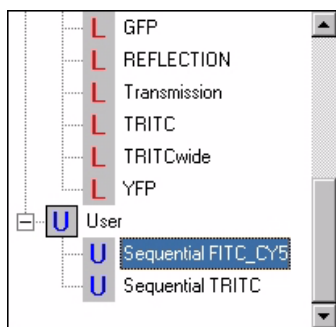 L GFP
L REFLECTION
L Transmission
L TRITC
L TRITCwide
L YFP
U User
U Sequential FITC_CY5
U Sequential TRITC